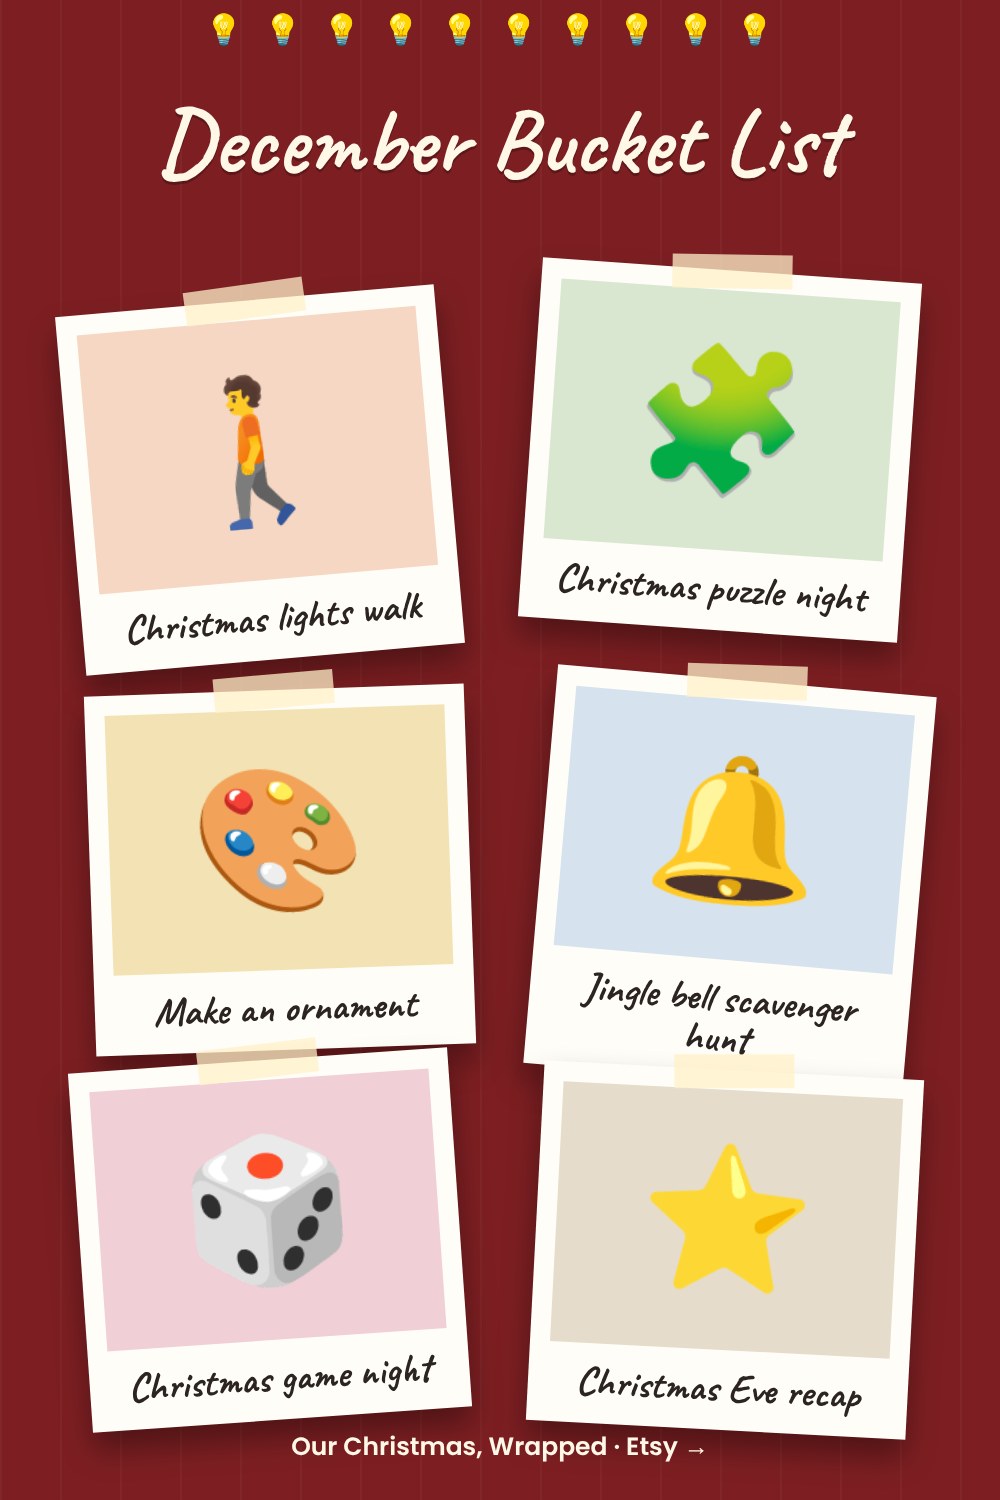 December Bucket List
Christmas lights walk
Christmas puzzle night
Make an ornament
Jingle bell scavenger
hunt
Christmas game night
Christmas Eve recap
Our Christmas, Wrapped · Etsy →